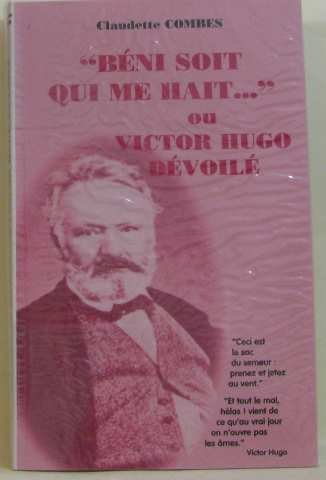 Claudette COMBES
"BÉNI SOIT
QUI ME HAIT..."
ou
VICTOR HUGO
DÉVOILÉ
"Ceci est
le sac
du semeur :
prenez et jetez
au vent."
"Et tout le mal,
hélas ! vient de
ce qu'au vrai jour
on n'ouvre pas
les âmes."
Victor Hugo